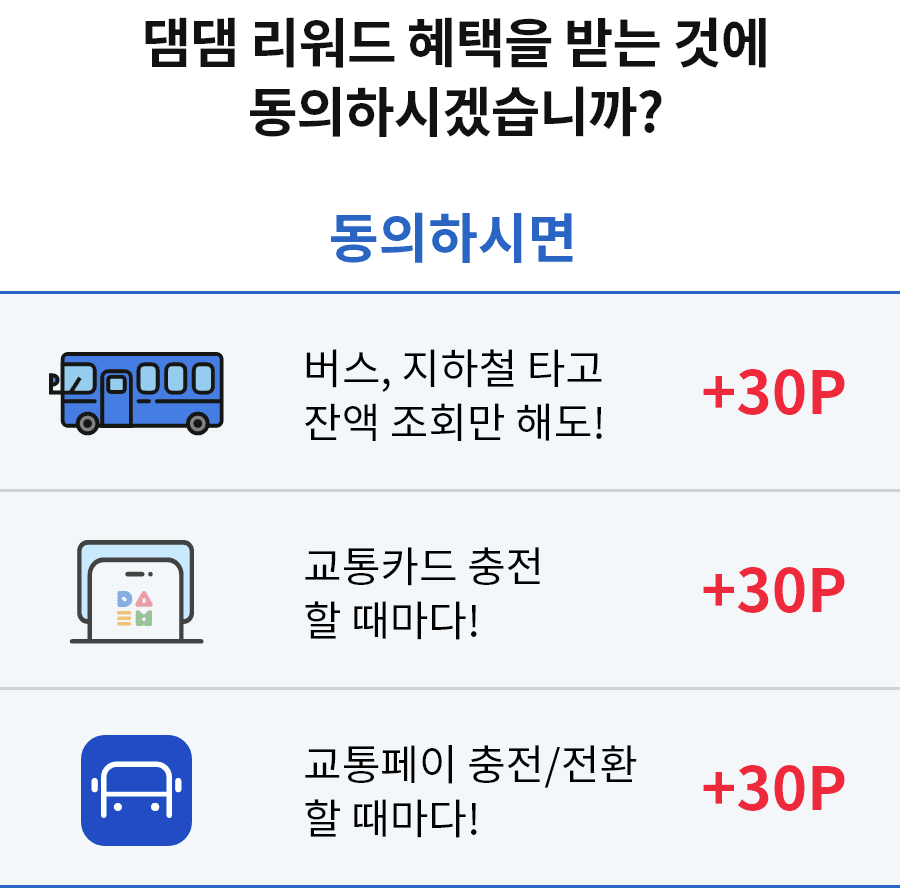 댐댐 리워드 혜택을 받는 것에
동의하시겠습니까?
동의하시면
버스, 지하철 타고
잔액 조회만 해도!
+30P
교통카드 충전
할 때마다!
+30P
DA
EM
교통페이 충전/전환
할 때마다!
+30P